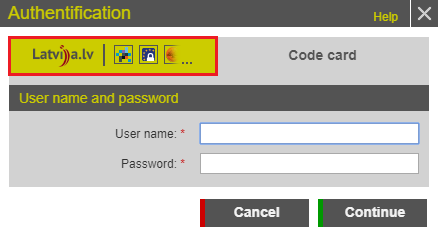 Authentification
Help
Latvija.lv
...
Code card
User name and password
User name: *
Password: *
Cancel
Continue